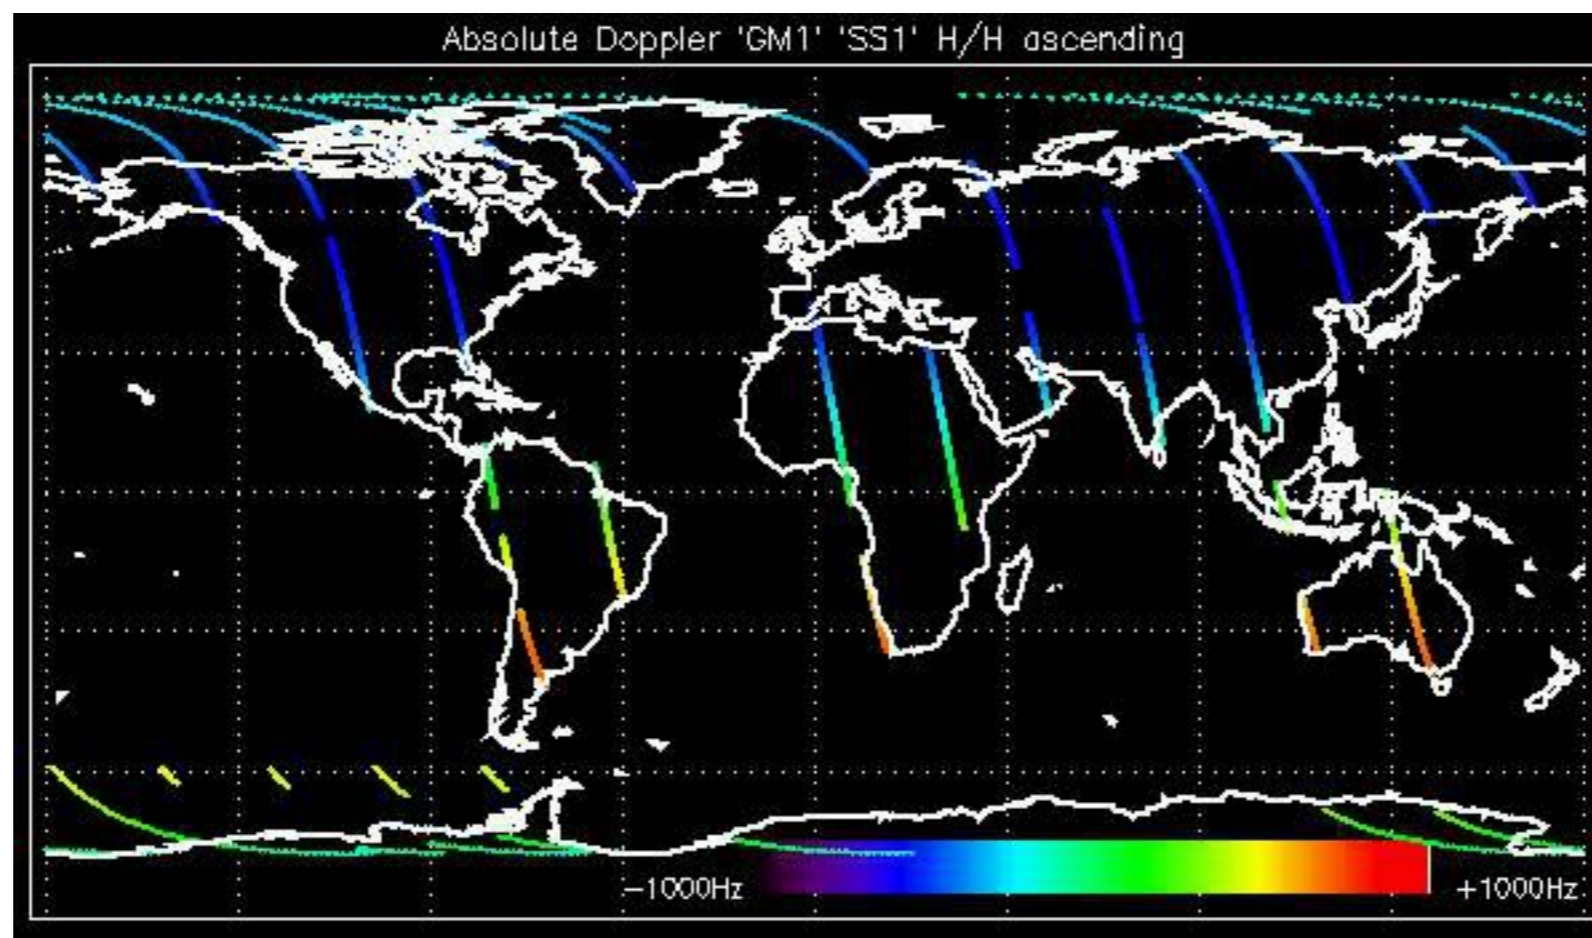 Absolute Doppler 'GM1' 'SS1' H/H ascending
−1000Hz
+1000Hz